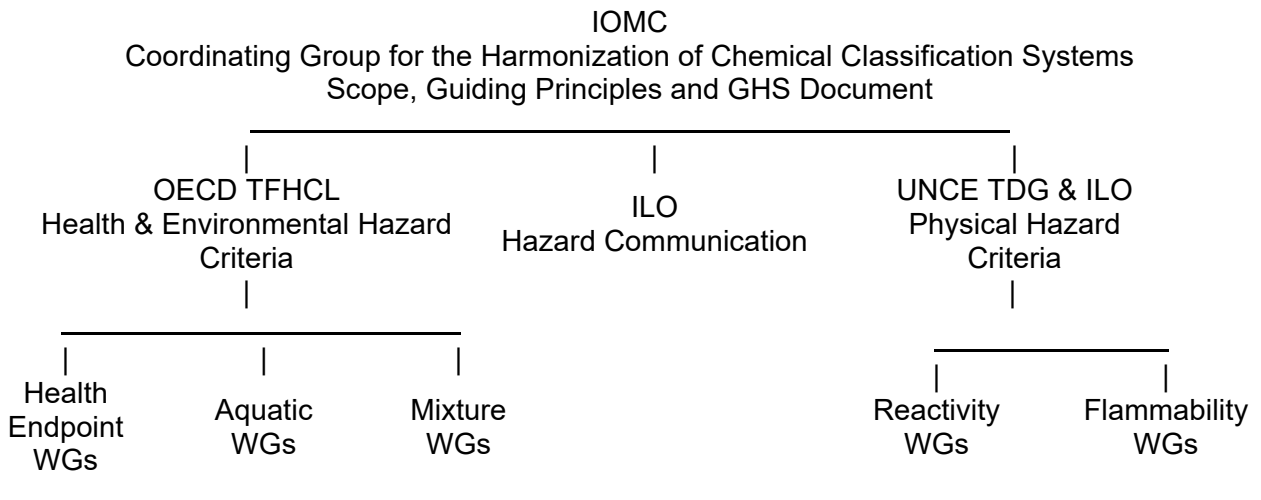 IOMC
Coordinating Group for the Harmonization of Chemical Classification Systems
Scope, Guiding Principles and GHS Document
OECD TFHCL
Health & Environmental Hazard
Criteria
ILO
Hazard Communication
UNCE TDG & ILO
Physical Hazard
Criteria
Health
Endpoint
WGs
Aquatic
WGs
Mixture
WGs
Reactivity
WGs
Flammability
WGs